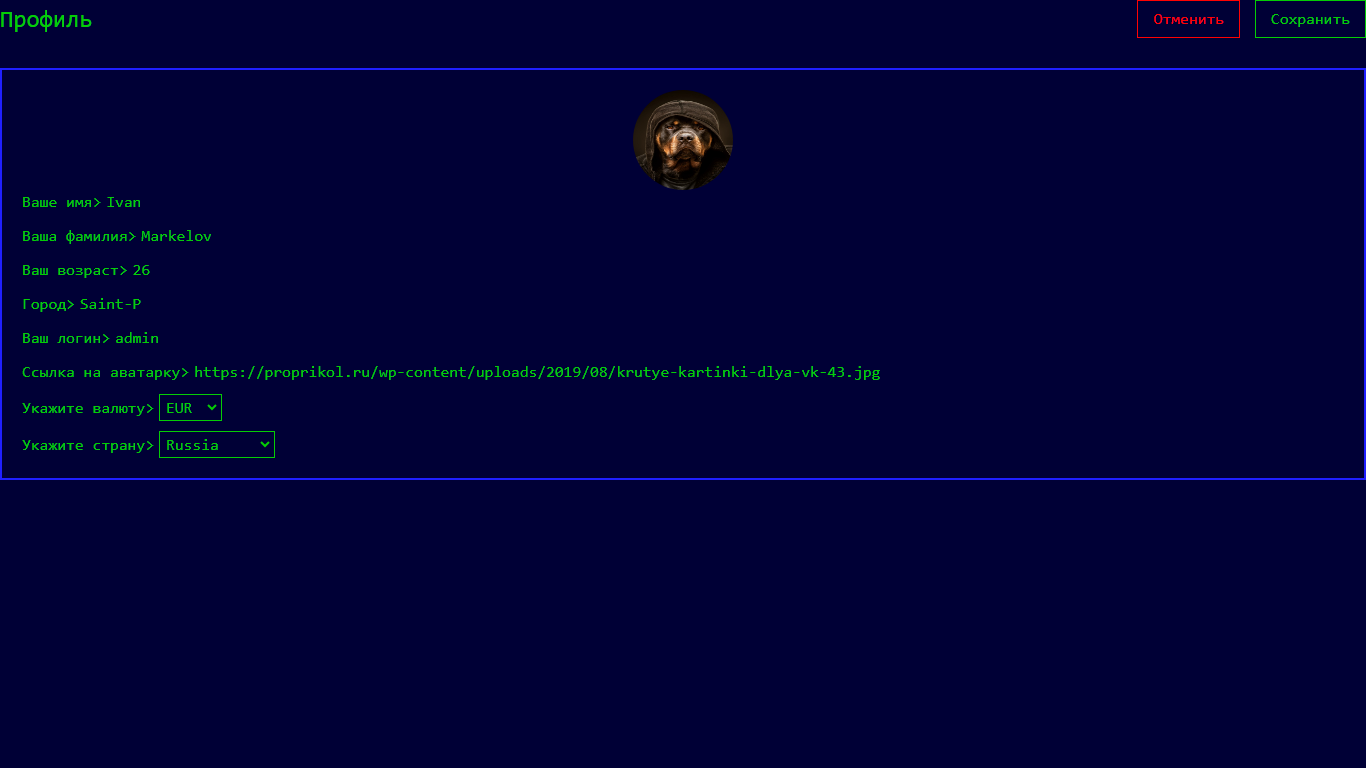 Профиль
Отменить
Сохранить
Ваше имя> Ivan
Ваша фамилия> Markelov
Ваш возраст> 26
Город> Saint-P
Ваш логин> admin
Ссылка на аватарку> https://proprikol.ru/wp-content/uploads/2019/08/krutye-kartinki-dlya-vk-43.jpg
Укажите валюту> EUR
Укажите страну> Russia